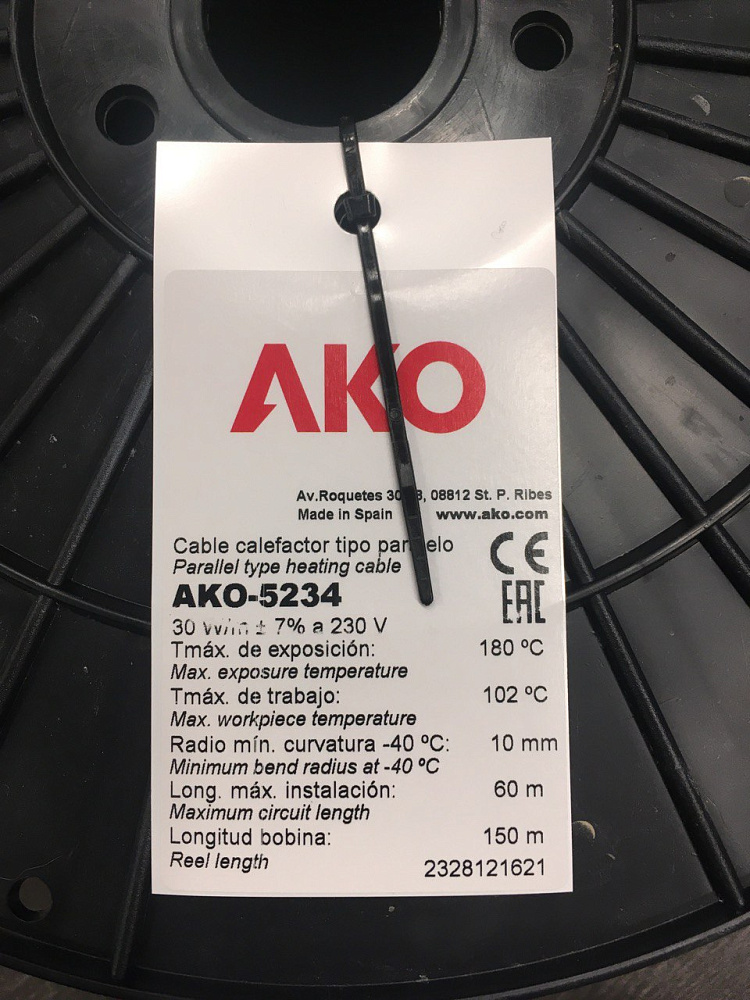 AKO
Av.Roquetes 08812 St. P. Ribes
Made in Spain www.ako.com
Cable calefactor tipo
Parallel type heating cable
CE
AKO-5234
EAC
30 W/m ± 7% a 230 V
Tmáx. de exposición: 180 ºC
Max. exposure temperature
Tmáx. de trabajo: 102 ºC
Max. workpiece temperature
Radio mín. curvatura -40 ºC: 10 mm
Minimum bend radius at -40 ºC
Long. máx. instalación: 60 m
Maximum circuit length
Longitud bobina: 150 m
Reel length
2328121621